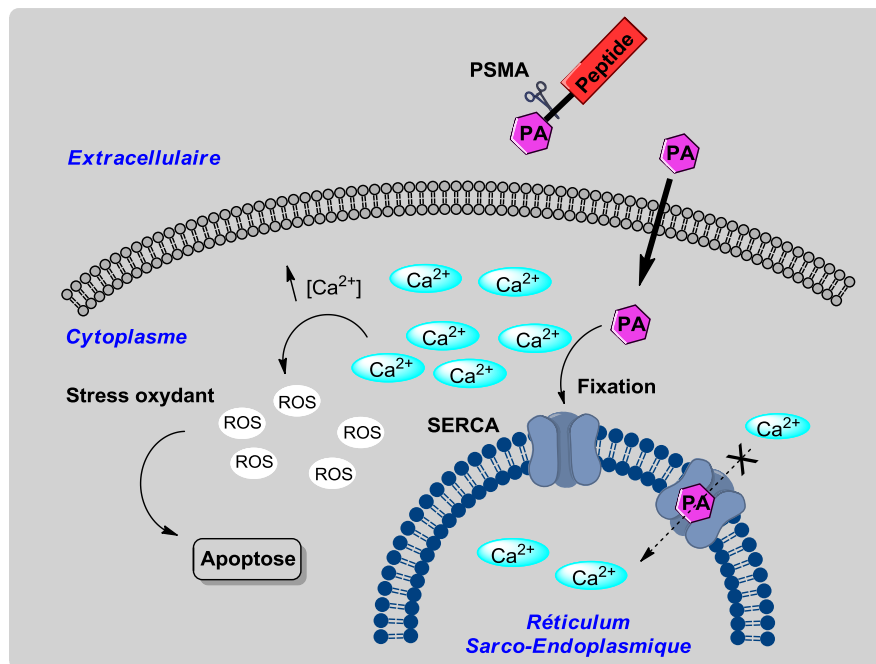 Peptide
PSMA
PA
PA
Extracellulaire
[Ca2+]
Ca2+
Ca2+
Cytoplasme
Ca2+
Ca2+
PA
Ca2+
Ca2+
Fixation
Stress oxydant
ROS
ROS
ROS
ROS
ROS
SERCA
Ca2+
PA
Apoptose
Ca2+
Ca2+
Réticulum
Sarco-Endoplasmique